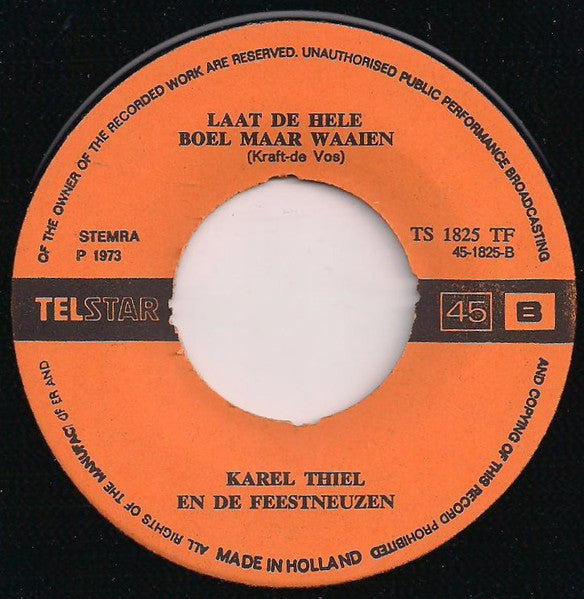 ALL RIGHTS OF THE MANUFACTURER AND OF THE OWNER OF THE RECORDED WORK ARE RESERVED. UNAUTHORISED PUBLIC PERFORMANCE BROADCASTING AND COPYING OF THIS RECORD PROHIBITED
LAAT DE HELE
BOEL MAAR WAAIEN
(Kraft-de Vos)
STEMRA
P 1973
TS 1825 TF
45-1825-B
TELSTAR
45 B
KAREL THIEL
EN DE FEESTNEUZEN
MADE IN HOLLAND